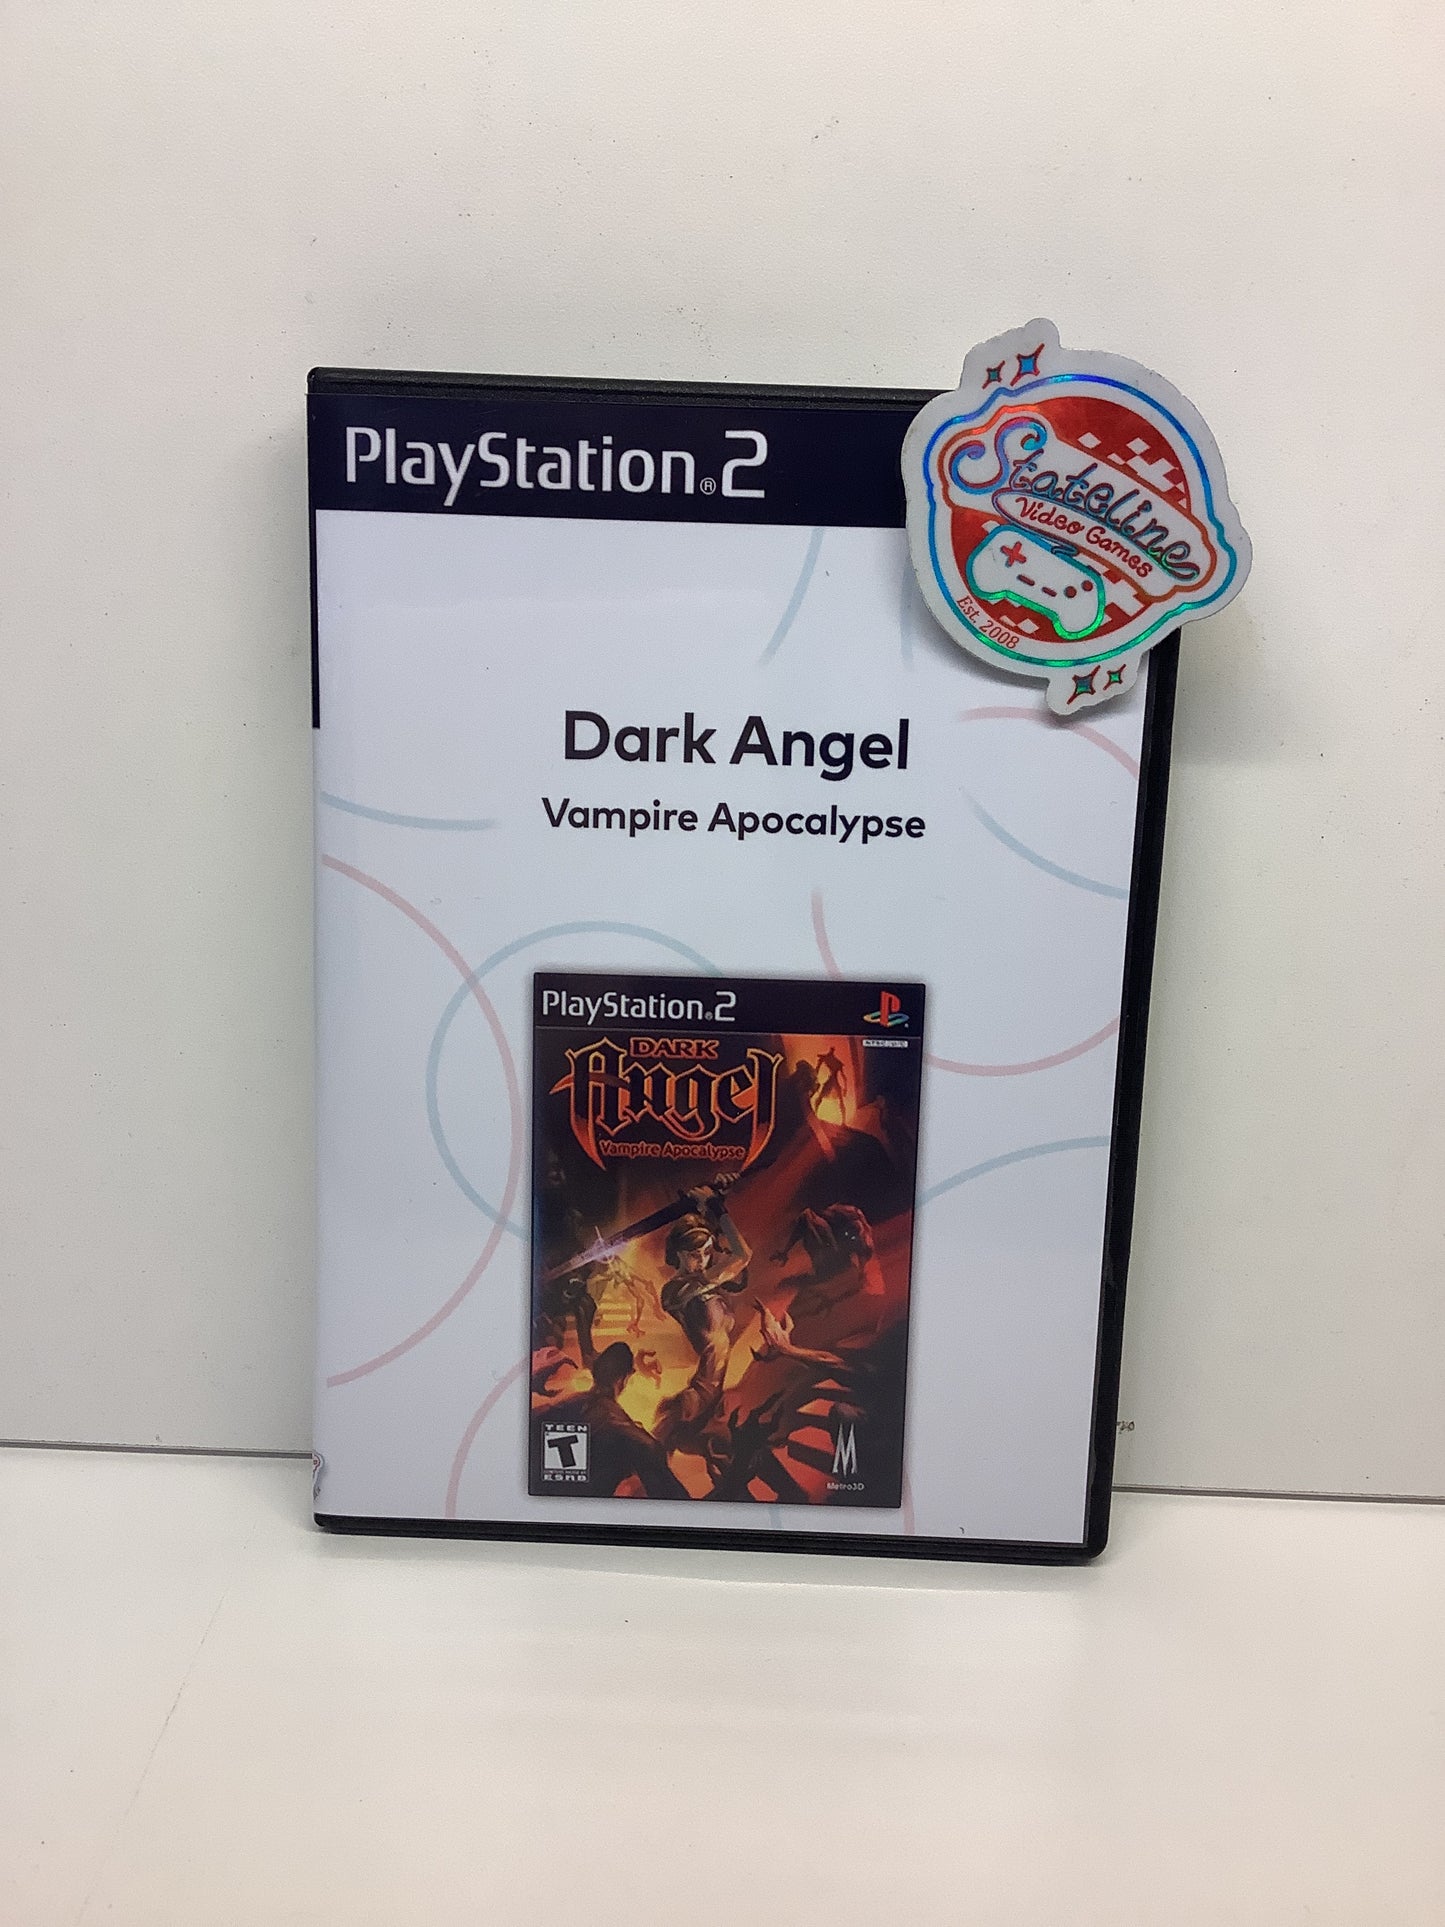 PlayStation®2
Stateline
Video Games
Est. 2008
Dark Angel
Vampire Apocalypse
PlayStation®2
NTSC U/C
DARK
Angel
Vampire Apocalypse
TEEN
T
ESRB
M
Metro3D